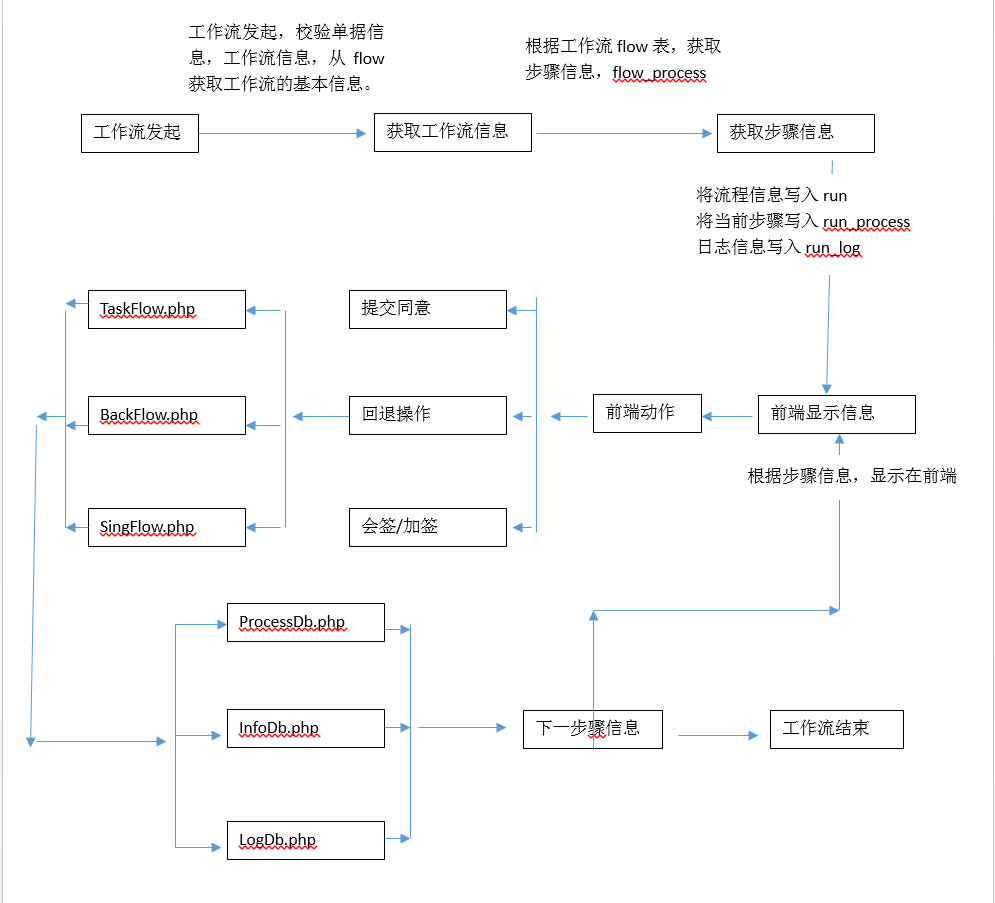 工作流发起，校验单据信
息，工作流信息，从 flow
获取工作流的基本信息。
根据工作流 flow 表，获取
步骤信息，flow_process
工作流发起
获取工作流信息
获取步骤信息
将流程信息写入 run
将当前步骤写入 run_process
日志信息写入 run_log
TaskFlow.php
提交同意
BackFlow.php
回退操作
前端动作
前端显示信息
根据步骤信息，显示在前端
SingFlow.php
会签/加签
ProcessDb.php
InfoDb.php
下一步骤信息
工作流结束
LogDb.php